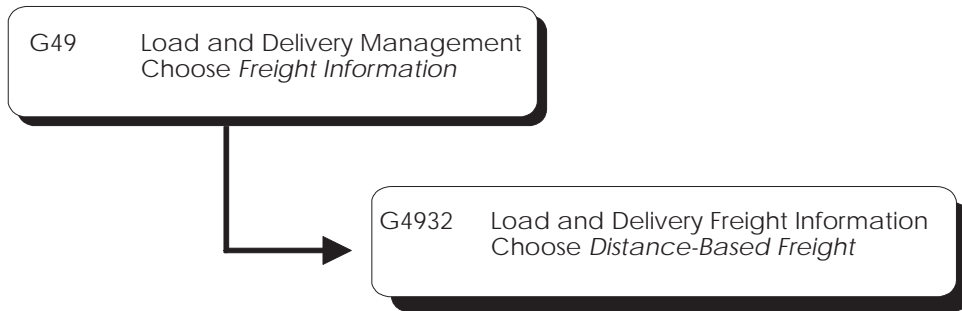 G49 Load and Delivery Management
Choose Freight Information
G4932 Load and Delivery Freight Information
Choose Distance-Based Freight